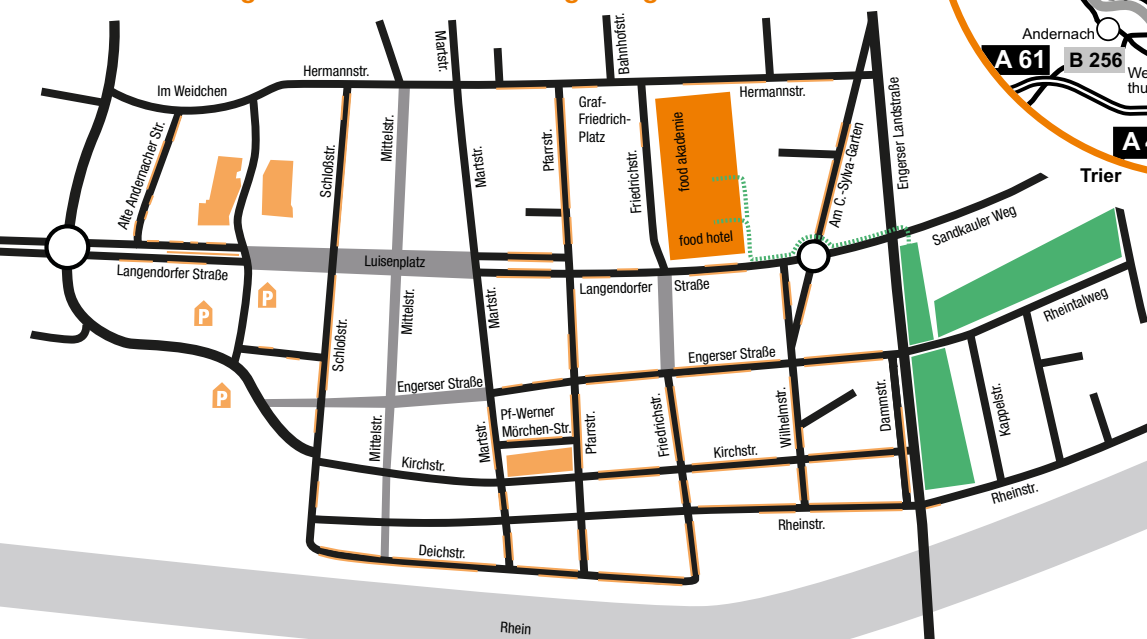 Andernach
A 61
B 256
We
thu
A
Trier
Martstr.
Bahnhofstr.
Hermannstr.
Im Weidchen
Hermannstr.
Graf-
Friedrich-
Platz
Alte Andernacher Str.
Schloßstr.
Mittelstr.
Martstr.
Pfarrstr.
Friedrichstr.
food akademie
food hotel
Am C.-Sylva-Garten
Engerser Landstraße
Sandkauler Weg
Langendorfer Straße
Luisenplatz
Langendorfer
Straße
P
P
P
Schloßstr.
Mittelstr.
Martstr.
Rheintalweg
Engerser Straße
Engerser Straße
Pf-Werner
Mörchen-Str.
Mittelstr.
Martstr.
Pfarrstr.
Friedrichstr.
Wilhelmstr.
Dammstr.
Kappelstr.
Kirchstr.
Kirchstr.
Rheinstr.
Rheinstr.
Deichstr.
Rhein